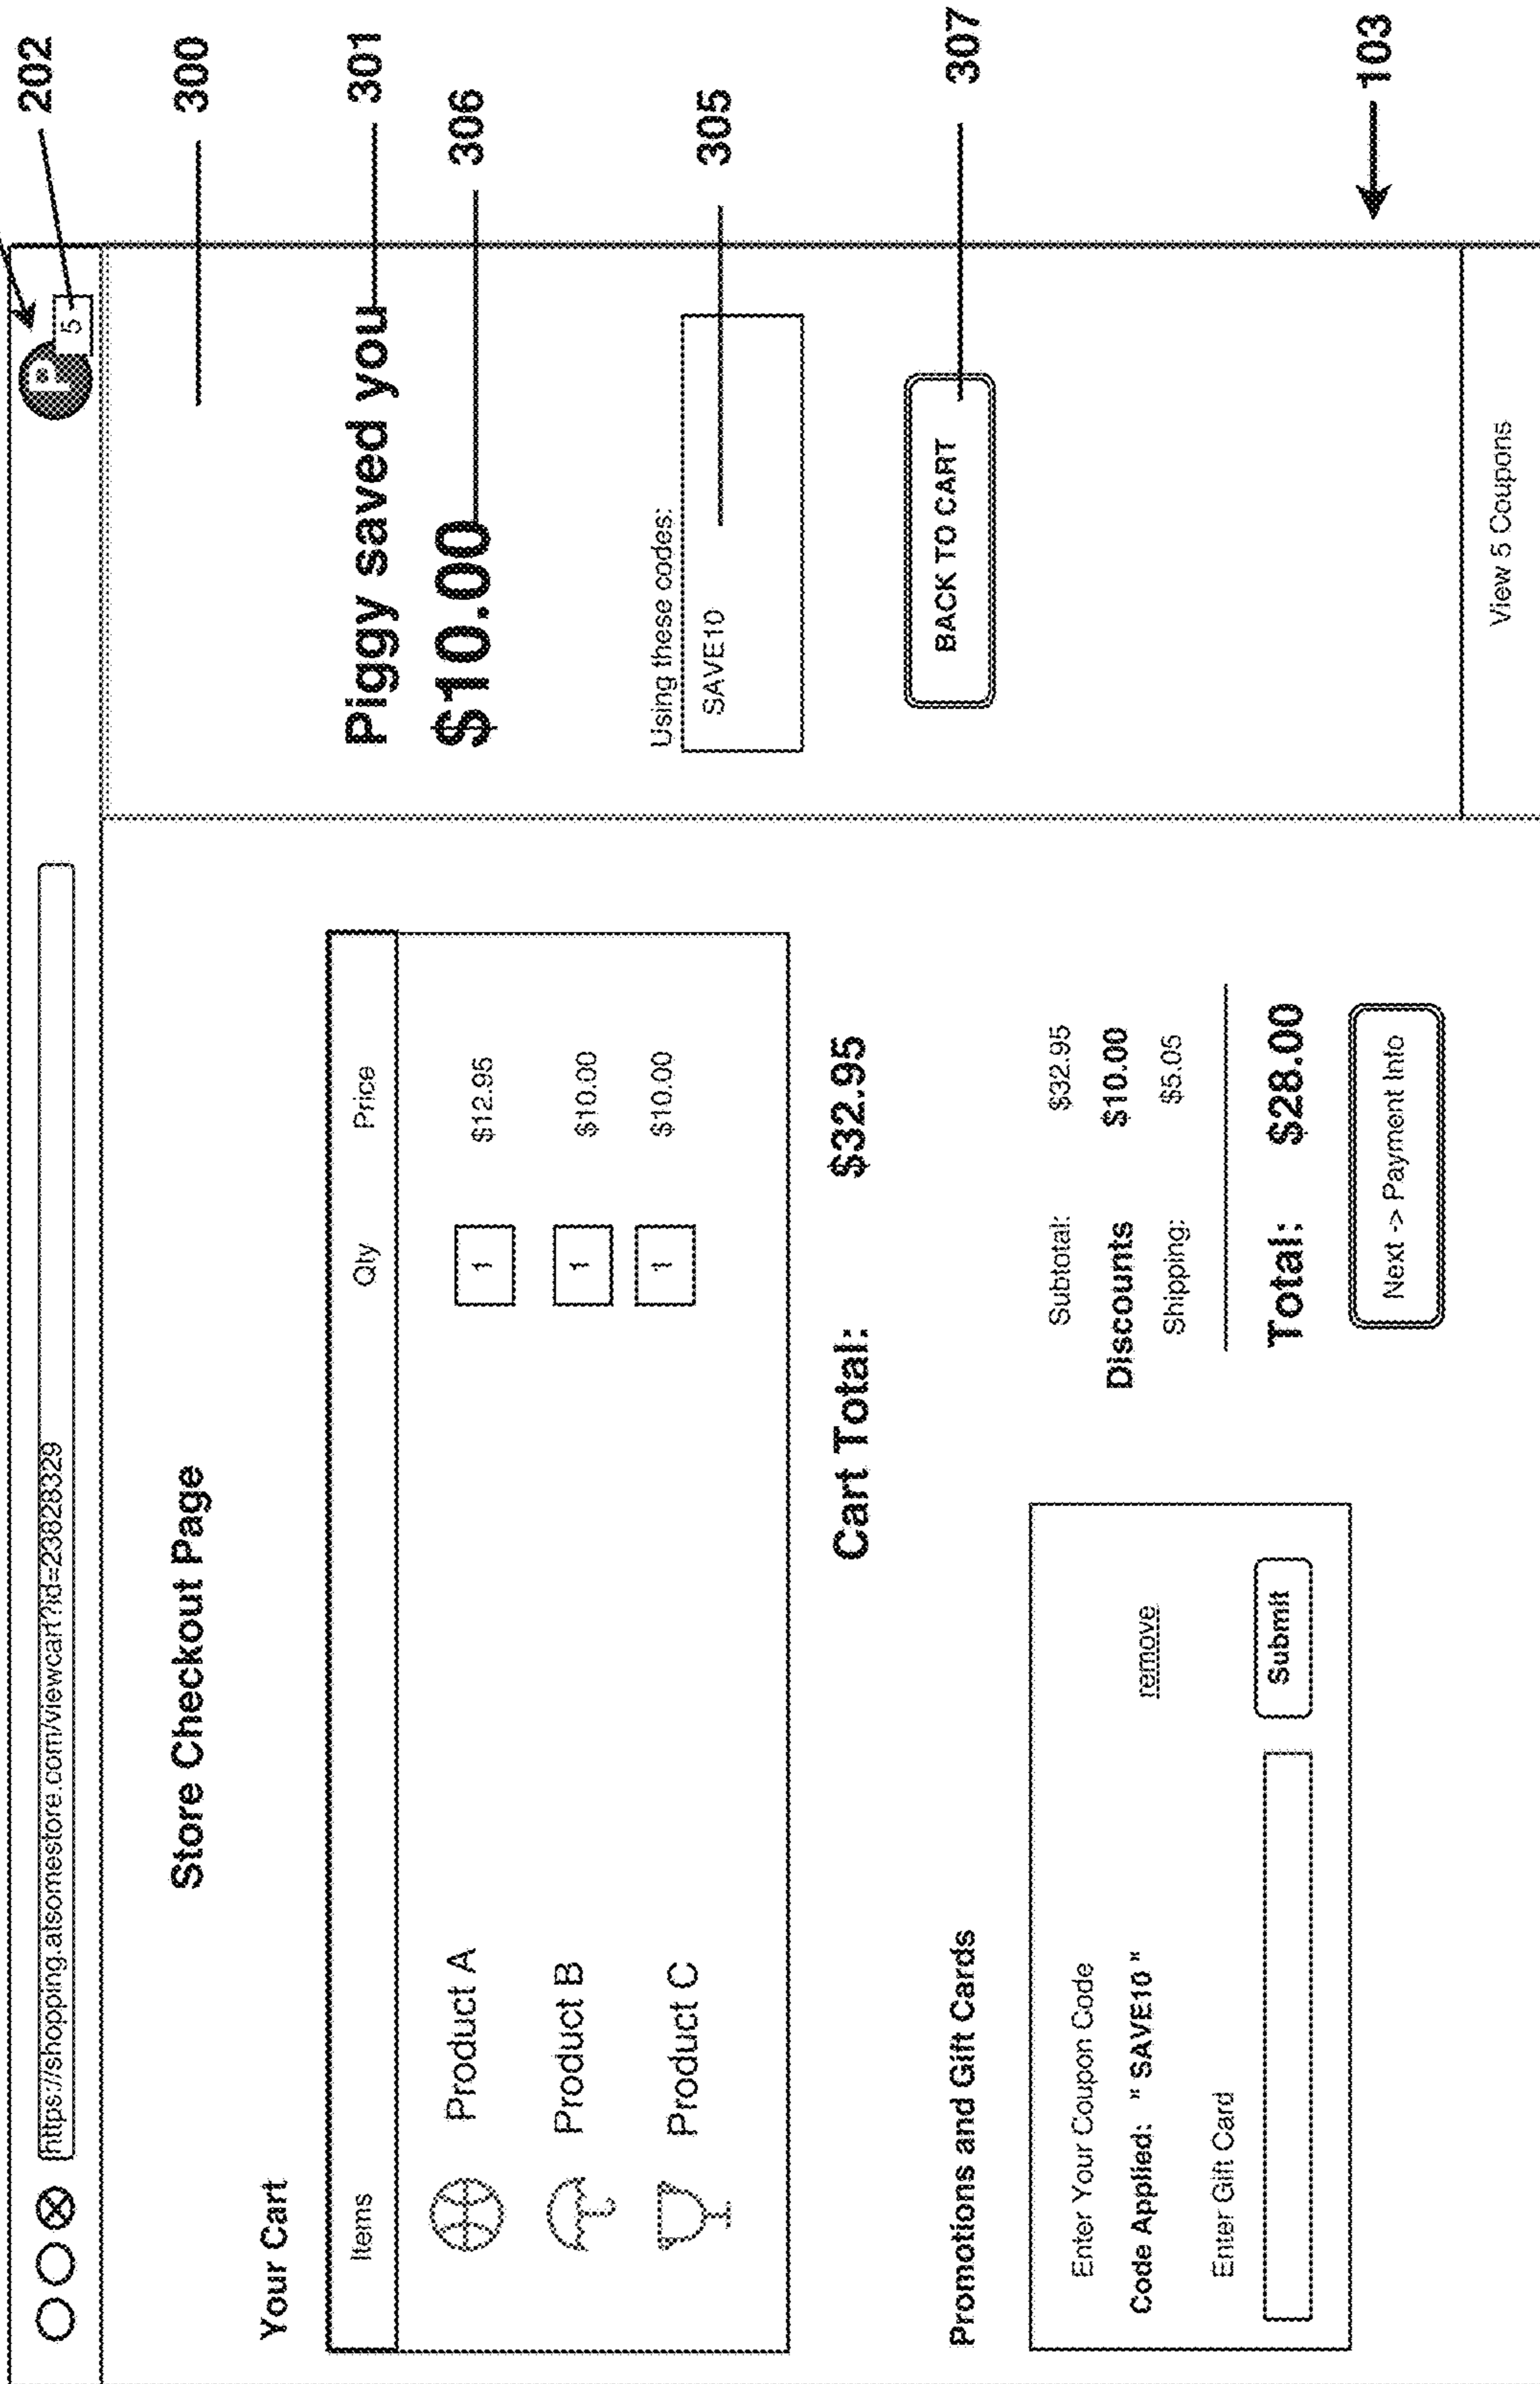 https://shopping.atsomestore.com/viewcart?id=23828329
P
5
202
Store Checkout Page
300
Your Cart
Items Qty Price
Product A 1 $12.95
Product B 1 $10.00
Product C 1 $10.00
Cart Total: $32.95
Promotions and Gift Cards
Enter Your Coupon Code
Code Applied: " SAVE10 " remove
Enter Gift Card
Submit
Subtotal: $32.95
Discounts $10.00
Shipping: $5.05
Total: $28.00
Next -> Payment Info
Piggy saved you
301
$10.00
306
Using these codes:
SAVE10
305
BACK TO CART
307
103
View 5 Coupons